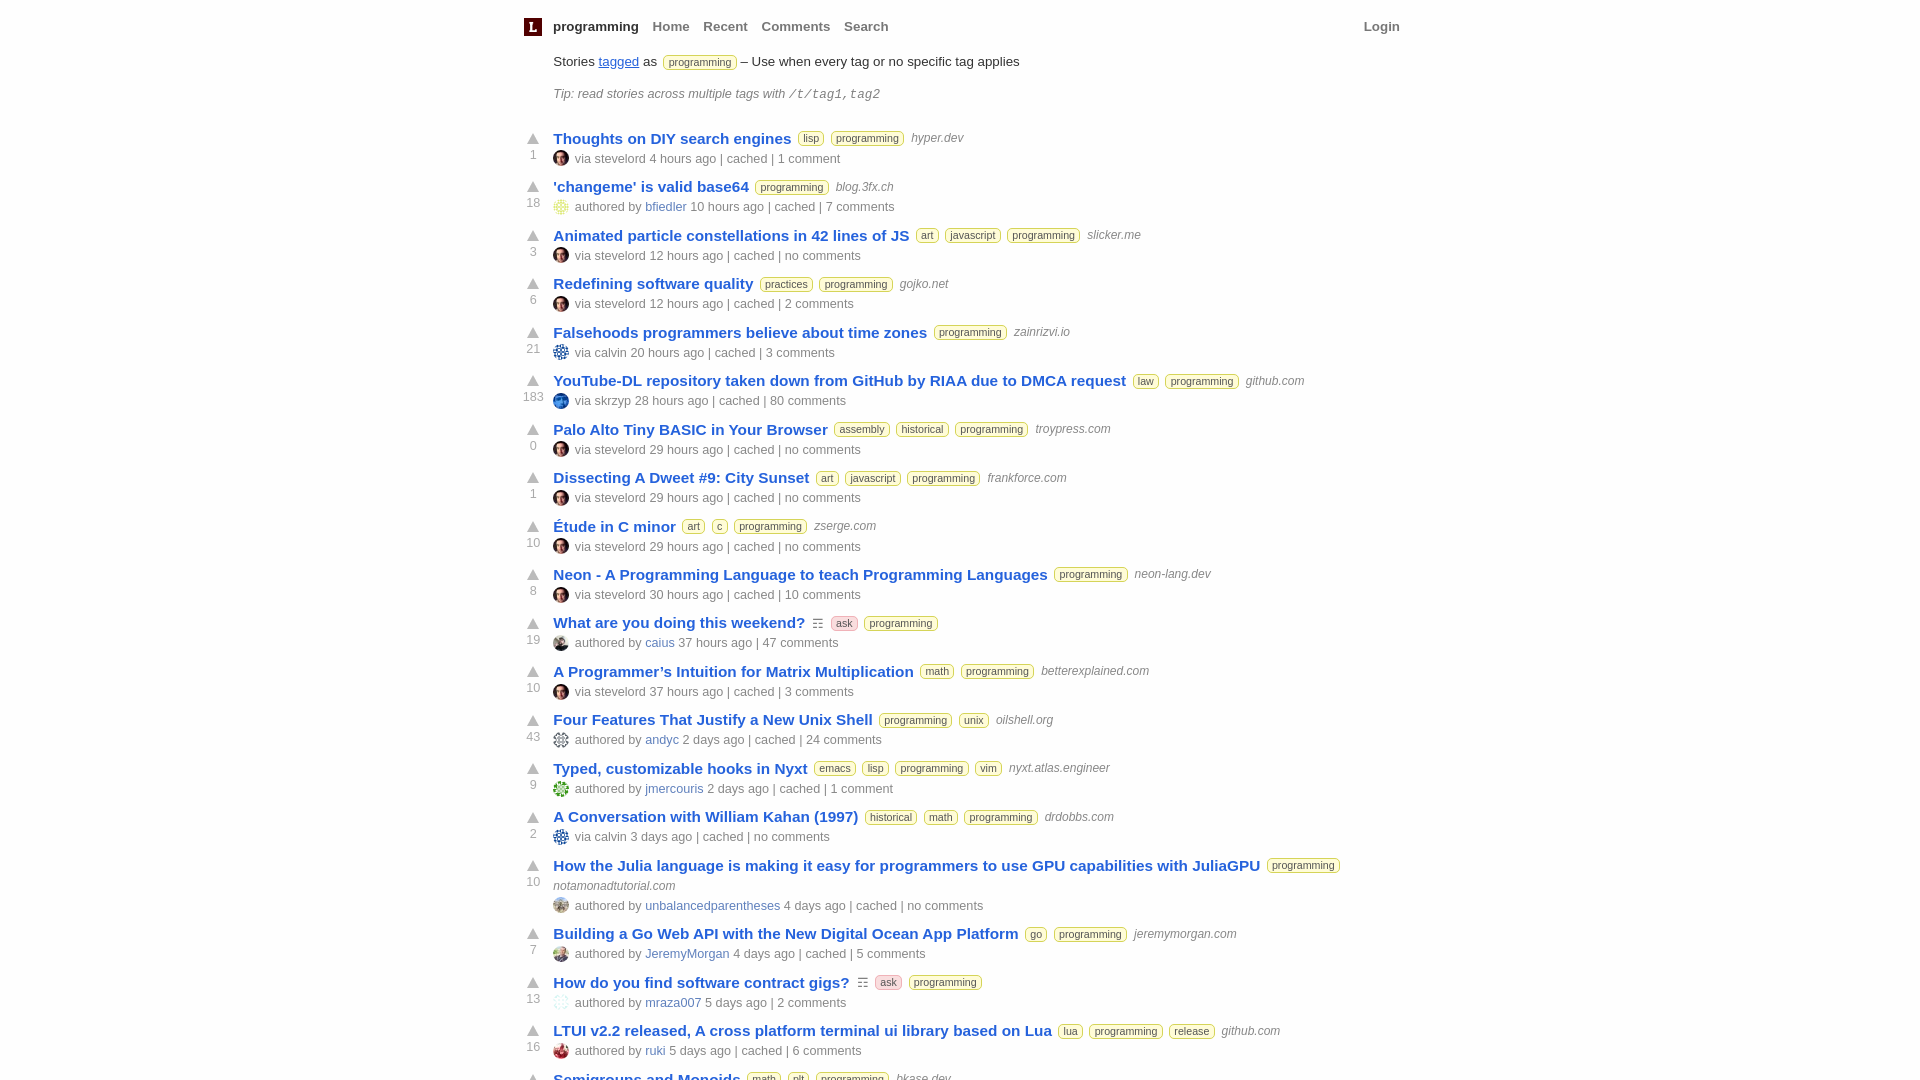 L programming Home Recent Comments Search Login
Stories tagged as programming – Use when every tag or no specific tag applies
Tip: read stories across multiple tags with /t/tag1,tag2
Thoughts on DIY search engines lisp programming hyper.dev
1 via stevelord 4 hours ago | cached | 1 comment
'changeme' is valid base64 programming blog.3fx.ch
18 authored by bfiedler 10 hours ago | cached | 7 comments
Animated particle constellations in 42 lines of JS art javascript programming slicker.me
3 via stevelord 12 hours ago | cached | no comments
Redefining software quality practices programming gojko.net
6 via stevelord 12 hours ago | cached | 2 comments
Falsehoods programmers believe about time zones programming zainrizvi.io
21 via calvin 20 hours ago | cached | 3 comments
YouTube-DL repository taken down from GitHub by RIAA due to DMCA request law programming github.com
183 via skrzyp 28 hours ago | cached | 80 comments
Palo Alto Tiny BASIC in Your Browser assembly historical programming troypress.com
0 via stevelord 29 hours ago | cached | no comments
Dissecting A Dweet #9: City Sunset art javascript programming frankforce.com
1 via stevelord 29 hours ago | cached | no comments
Étude in C minor art c programming zserge.com
10 via stevelord 29 hours ago | cached | no comments
Neon - A Programming Language to teach Programming Languages programming neon-lang.dev
8 via stevelord 30 hours ago | cached | 10 comments
What are you doing this weekend? ☶ ask programming
19 authored by caius 37 hours ago | 47 comments
A Programmer’s Intuition for Matrix Multiplication math programming betterexplained.com
10 via stevelord 37 hours ago | cached | 3 comments
Four Features That Justify a New Unix Shell programming unix oilshell.org
43 authored by andyc 2 days ago | cached | 24 comments
Typed, customizable hooks in Nyxt emacs lisp programming vim nyxt.atlas.engineer
9 authored by jmercouris 2 days ago | cached | 1 comment
A Conversation with William Kahan (1997) historical math programming drdobbs.com
2 via calvin 3 days ago | cached | no comments
How the Julia language is making it easy for programmers to use GPU capabilities with JuliaGPU programming
10 notamonadtutorial.com
authored by unbalancedparentheses 4 days ago | cached | no comments
Building a Go Web API with the New Digital Ocean App Platform go programming jeremymorgan.com
7 authored by JeremyMorgan 4 days ago | cached | 5 comments
How do you find software contract gigs? ☶ ask programming
13 authored by mraza007 5 days ago | 2 comments
LTUI v2.2 released, A cross platform terminal ui library based on Lua lua programming release github.com
16 authored by ruki 5 days ago | cached | 6 comments
Semigroups and Monoids math plt programming bkase.dev